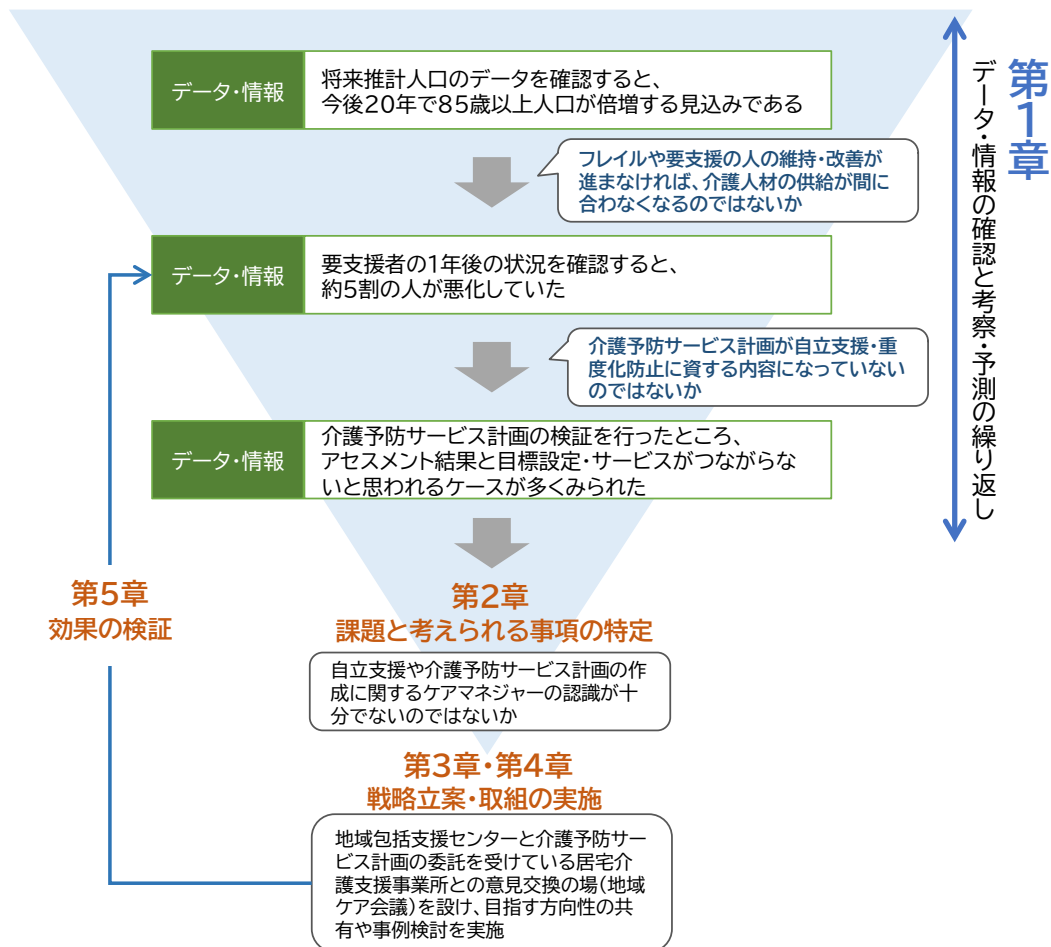 データ・情報
将来推計人口のデータを確認すると、
今後20年で85歳以上人口が倍増する見込みである
フレイルや要支援の人の維持・改善が
進まなければ、介護人材の供給が間に
合わなくなるのではないか
データ・情報
要支援者の1年後の状況を確認すると、
約5割の人が悪化していた
介護予防サービス計画が自立支援・重
度化防止に資する内容になっていない
のではないか
データ・情報
介護予防サービス計画の検証を行ったところ、
アセスメント結果と目標設定・サービスがつながらな
いと思われるケースが多くみられた
第1章
データ・情報の確認と考察・予測の繰り返し
第2章
課題と考えられる事項の特定
自立支援や介護予防サービス計画の作
成に関するケアマネジャーの認識が十
分でないのではないか
第3章・第4章
戦略立案・取組の実施
地域包括支援センターと介護予防サー
ビス計画の委託を受けている居宅介
護支援事業所との意見交換の場(地域
ケア会議)を設け、目指す方向性の共
有や事例検討を実施
第5章
効果の検証